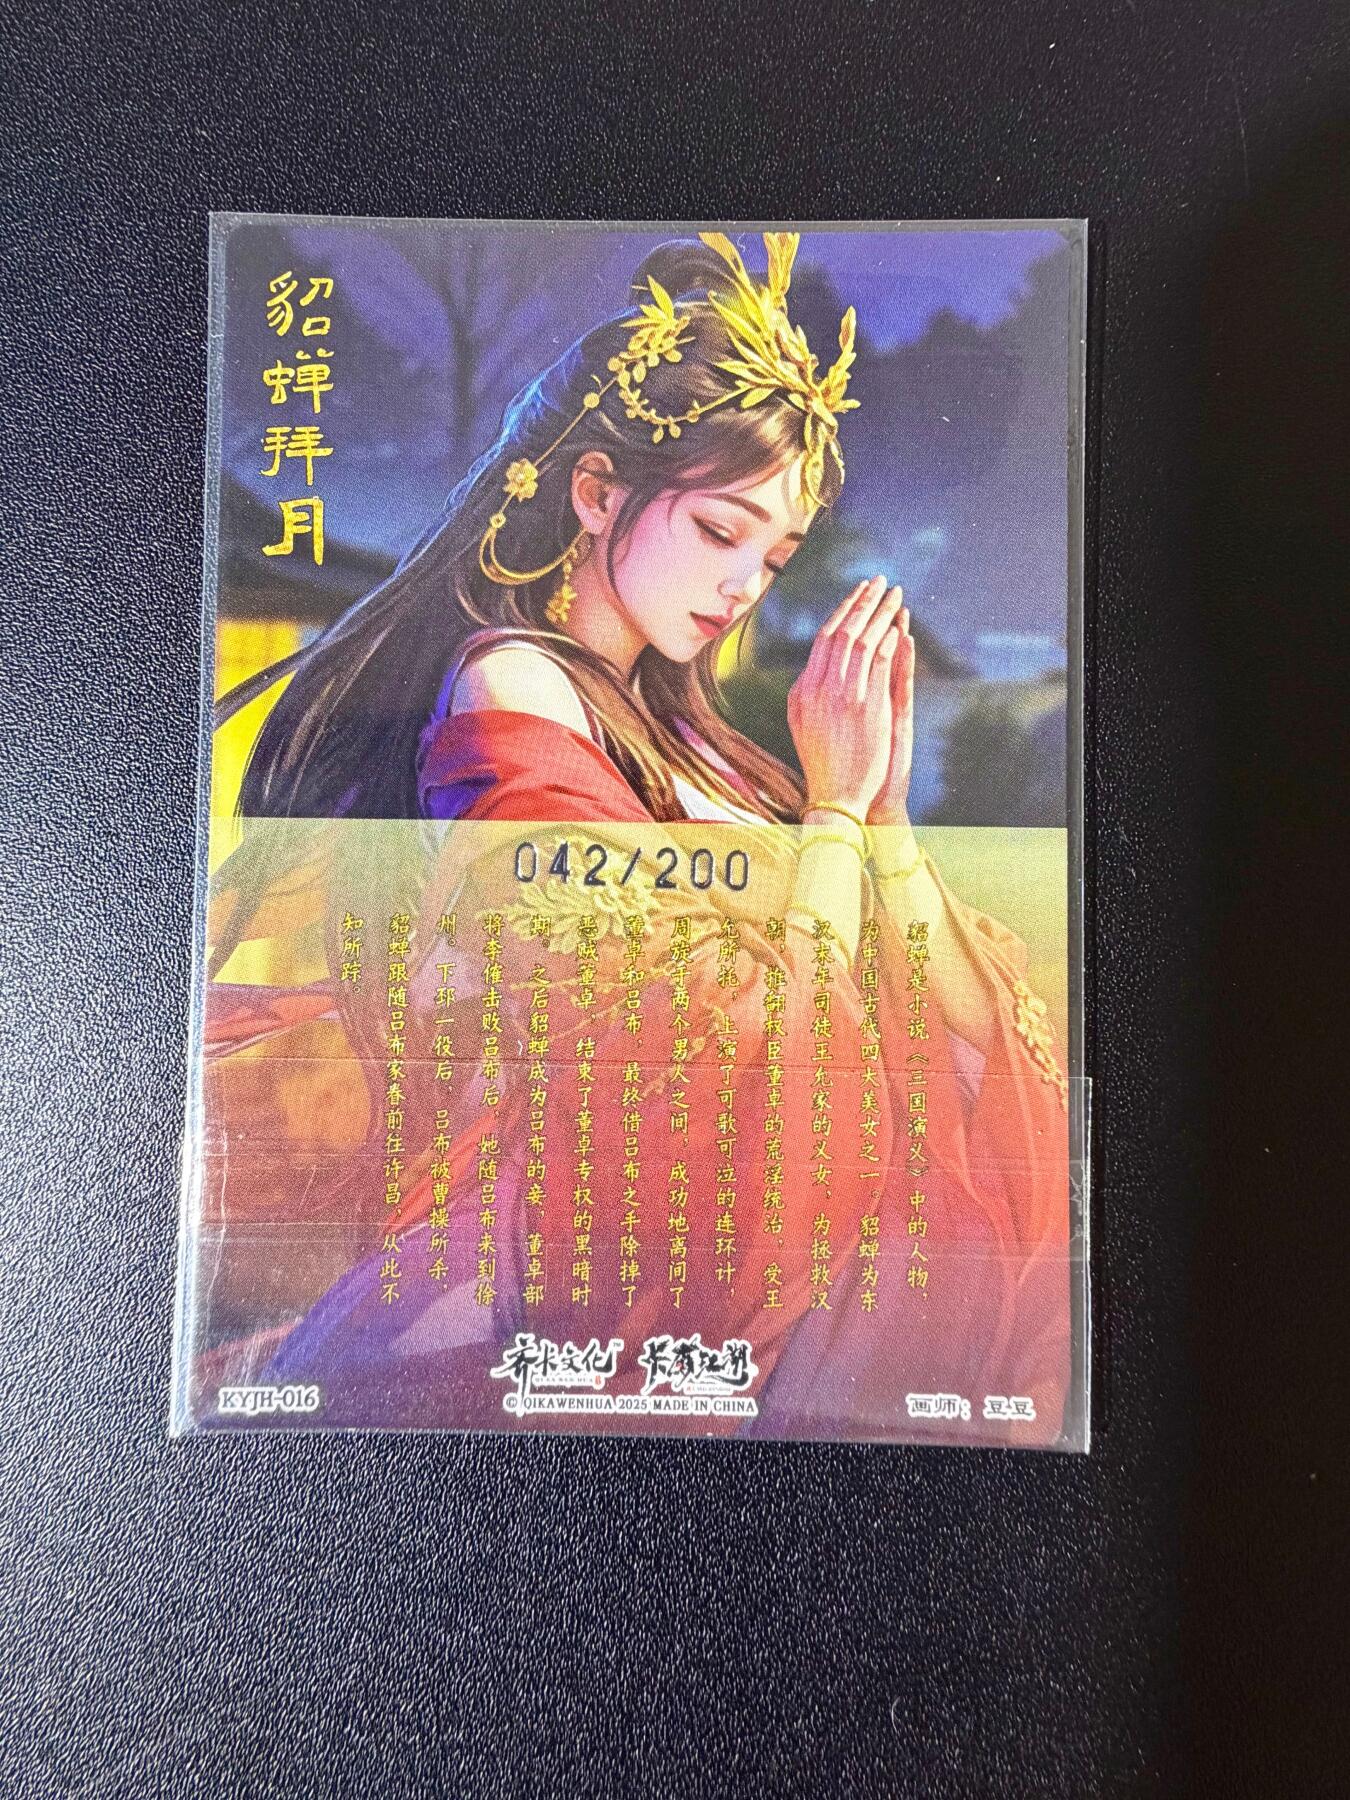 貂蝉拜月
042/200
貂蝉是小说《三国演义》中的人物，
为中国古代四大美女之一。貂蝉为东
汉末年司徒王允家的义女，为拯救汉
朝，推翻权臣董卓的荒淫统治，受王
允所托，上演了可歌可泣的连环计，
周旋于两个男人之间，成功地离间了
董卓和吕布，最终借吕布之手除掉了
恶贼董卓，结束了董卓专权的黑暗时
期。之后貂蝉成为吕布的妾，董卓部
将李傕击败吕布后，她随吕布来到徐
州。下邳一役后，吕布被曹操所杀，
貂蝉跟随吕布家眷前往许昌，从此不
知所踪。
齐卡文化™ 卡游江湖
KYJH-016
© QIKAWENHUA 2025 MADE IN CHINA
画师：豆豆